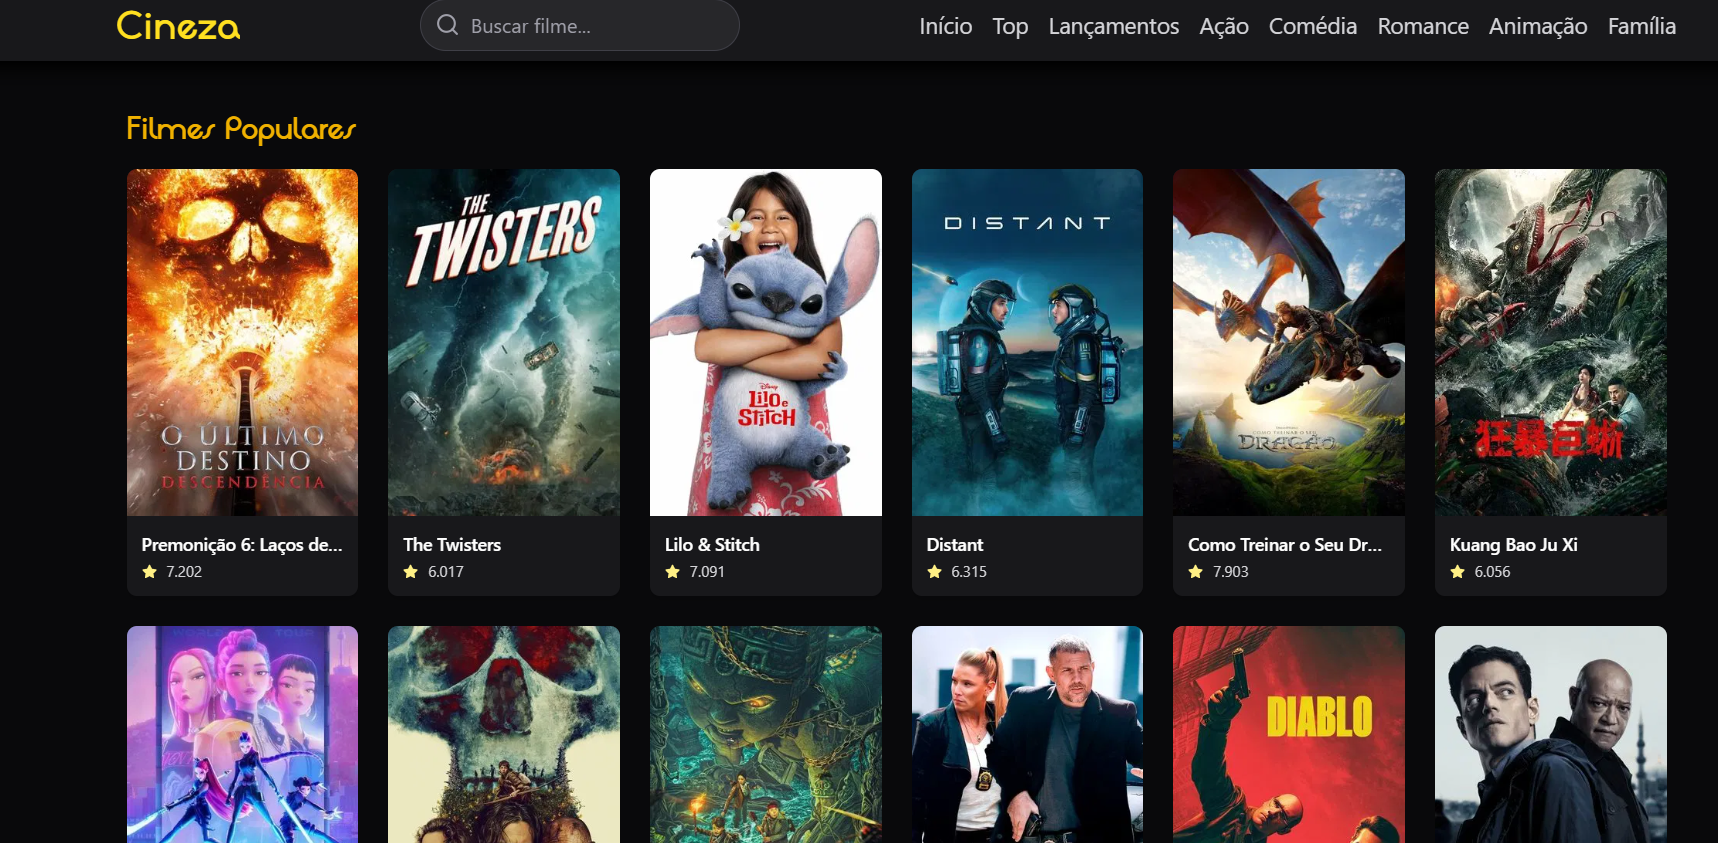 Cineza
Buscar filme...
Início Top Lançamentos Ação Comédia Romance Animação Família
Filmes Populares
O ÚLTIMO
DESTINO
DESCENDÊNCIA
THE
TWISTERS
Disney
Lilo e
Stitch
DISTANT
COMO TREINAR O SEU
DRAGÃO
狂暴巨蜥
Premonição 6: Laços de...
7.202
The Twisters
6.017
Lilo & Stitch
7.091
Distant
6.315
Como Treinar o Seu Dr...
7.903
Kuang Bao Ju Xi
6.056
WORLD TOUR
DIABLO